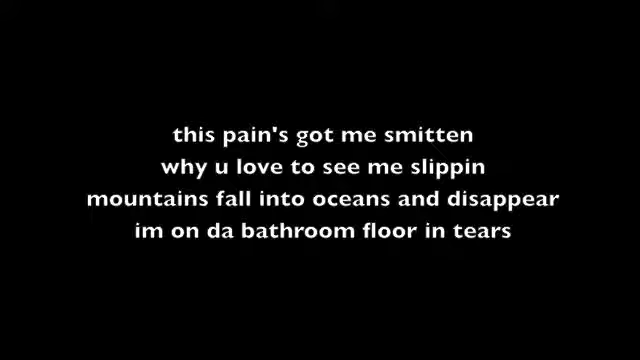 this pain's got me smitten
why u love to see me slippin
mountains fall into oceans and disappear
im on da bathroom floor in tears